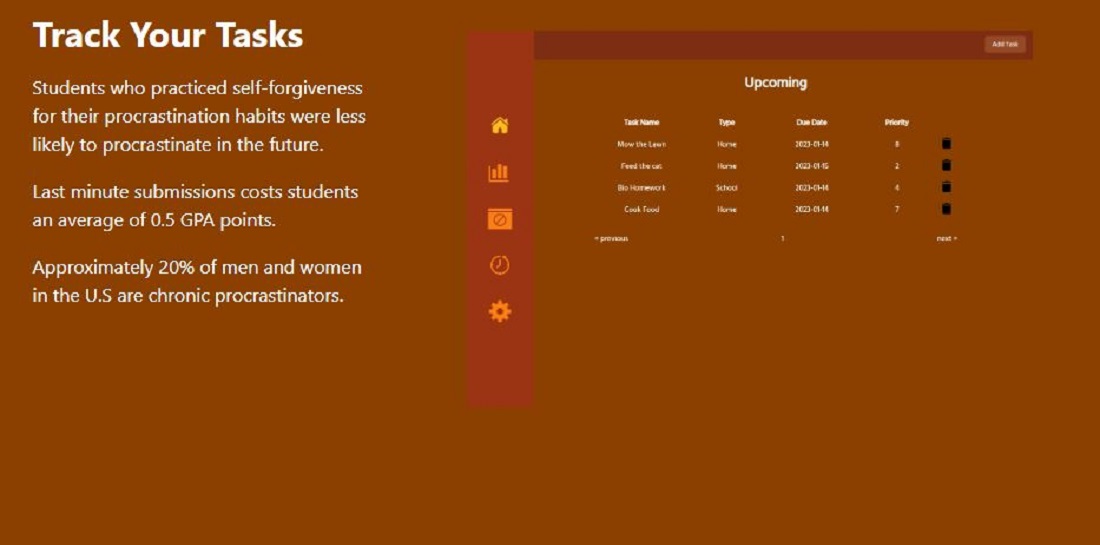 Track Your Tasks
Students who practiced self-forgiveness
for their procrastination habits were less
likely to procrastinate in the future.
Last minute submissions costs students
an average of 0.5 GPA points.
Approximately 20% of men and women
in the U.S are chronic procrastinators.
Add task
Upcoming
Task Name Type Due Date Priority
Mow the Lawn Home 2023-01-14 8
Feed the cat Home 2023-01-15 2
Bio Homework School 2023-01-14 4
Cook Food Home 2023-01-14 7
< previous 1 next >